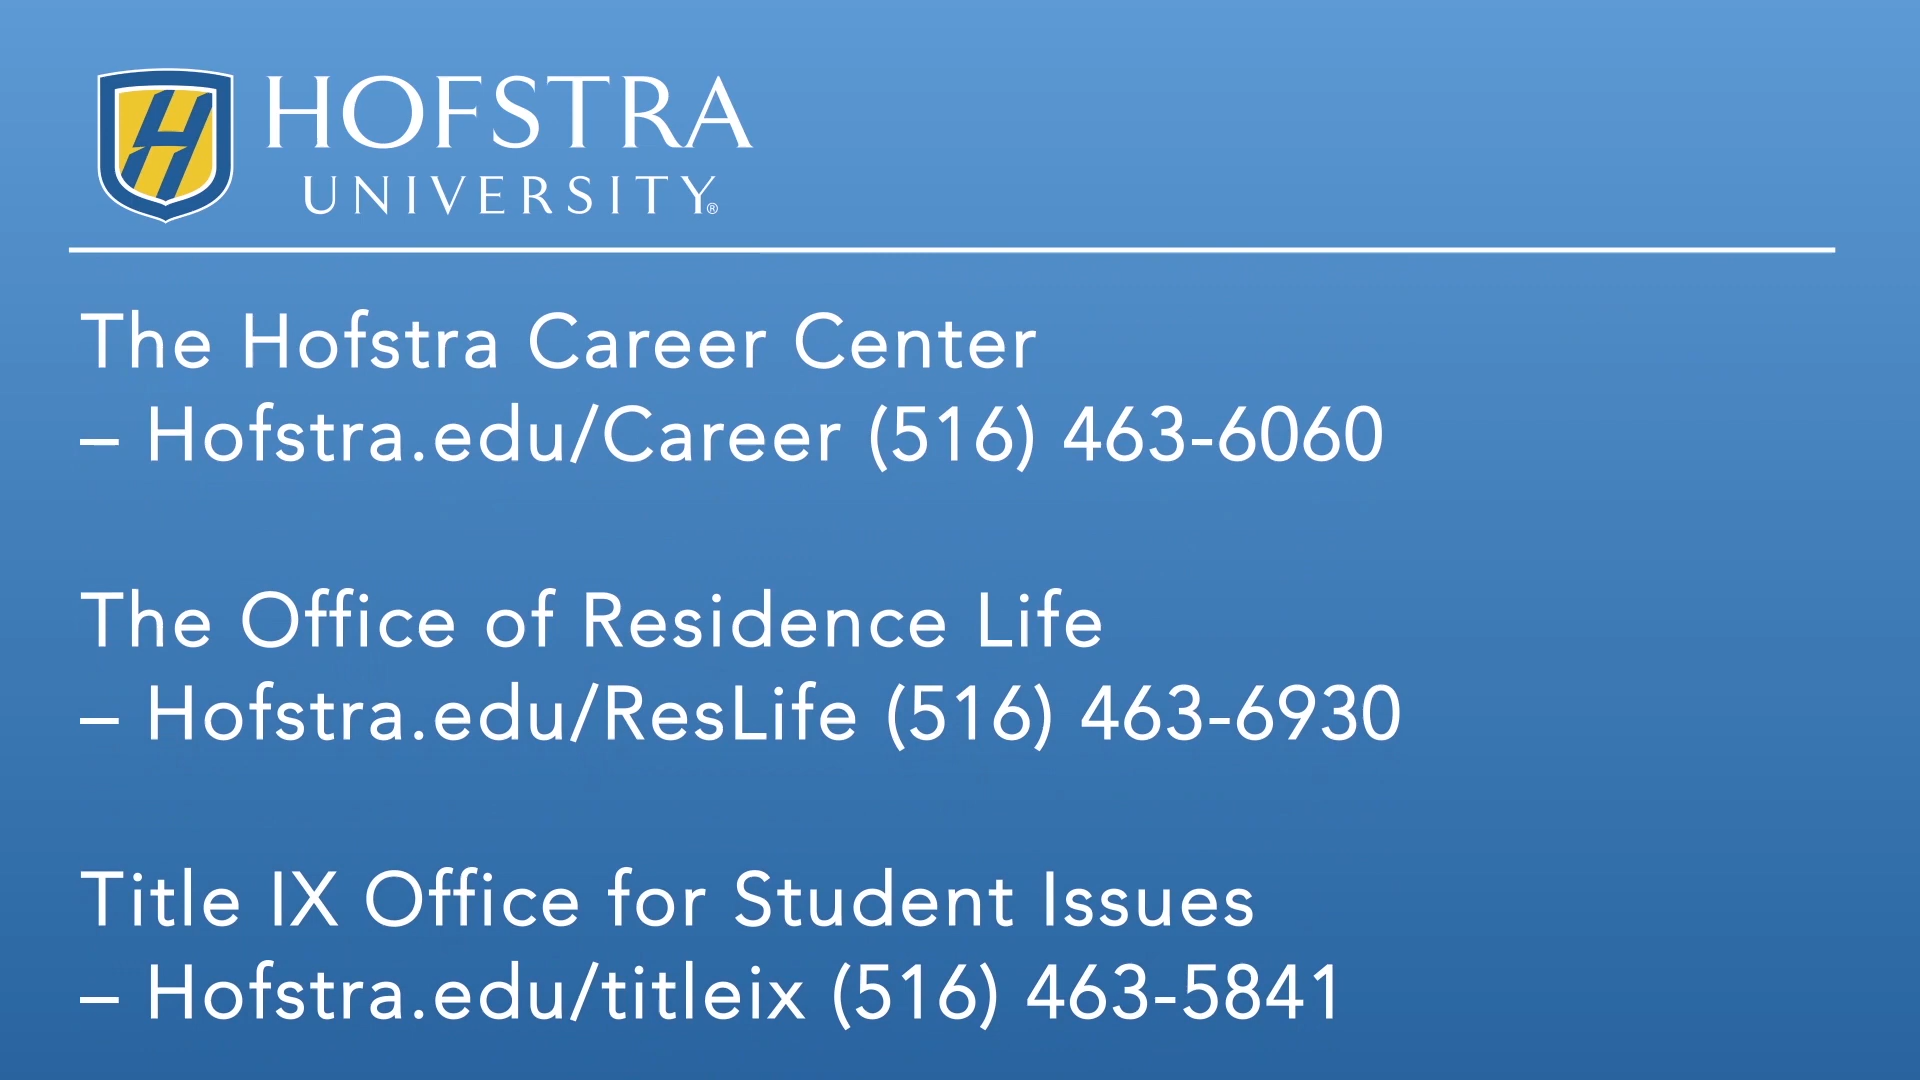 HOFSTRA
UNIVERSITY®
The Hofstra Career Center
– Hofstra.edu/Career (516) 463-6060
The Office of Residence Life
– Hofstra.edu/ResLife (516) 463-6930
Title IX Office for Student Issues
– Hofstra.edu/titleix (516) 463-5841